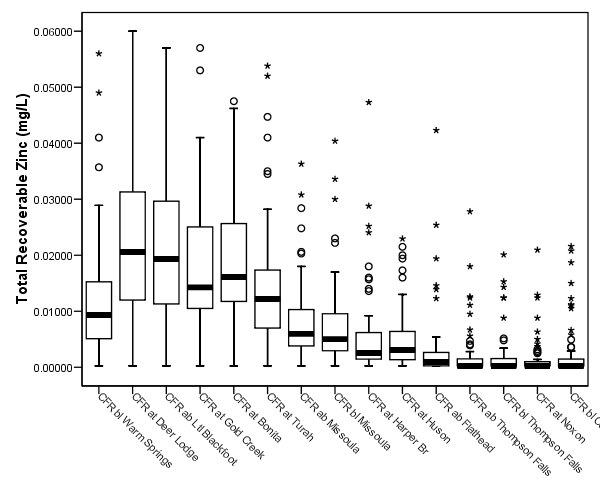 Total Recoverable Zinc (mg/L)
0.06000
0.05000
0.04000
0.03000
0.02000
0.01000
0.00000
CFR bl Warm Springs
CFR at Deer Lodge
CFR ab Ltl Blackfoot
CFR at Gold Creek
CFR at Bonita
CFR at Turah
CFR ab Missoula
CFR bl Missoula
CFR at Harper Br
CFR at Huson
CFR ab Flathead
CFR ab Thompson Falls
CFR bl Thompson Falls
CFR at Noxon
CFR bl